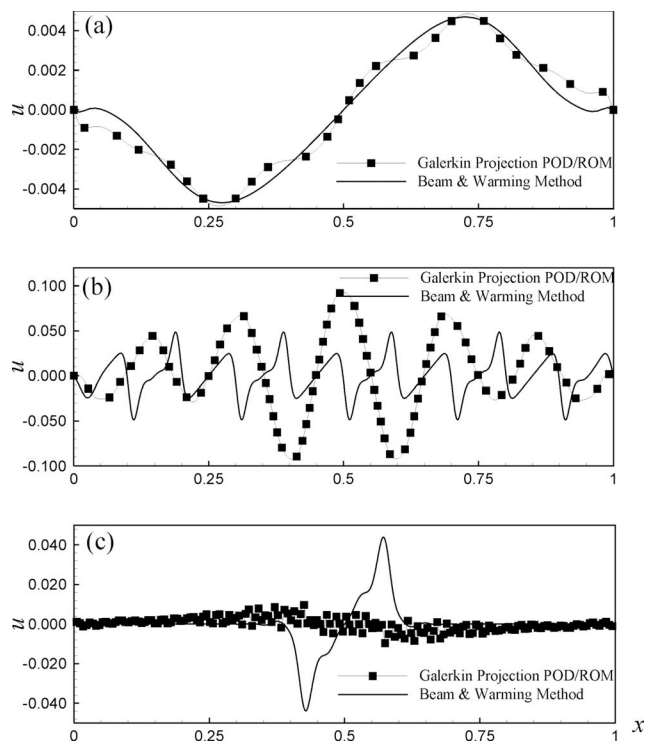 (a)
0.004
0.002
0.000
-0.002
-0.004
u
Galerkin Projection POD/ROM
Beam & Warming Method
0 0.25 0.5 0.75 1
(b)
0.100
0.050
0.000
-0.050
-0.100
u
Galerkin Projection POD/ROM
Beam & Warming Method
0 0.25 0.5 0.75 1
(c)
0.040
0.020
0.000
-0.020
-0.040
u
Galerkin Projection POD/ROM
Beam & Warming Method
0 0.25 0.5 0.75 1
x